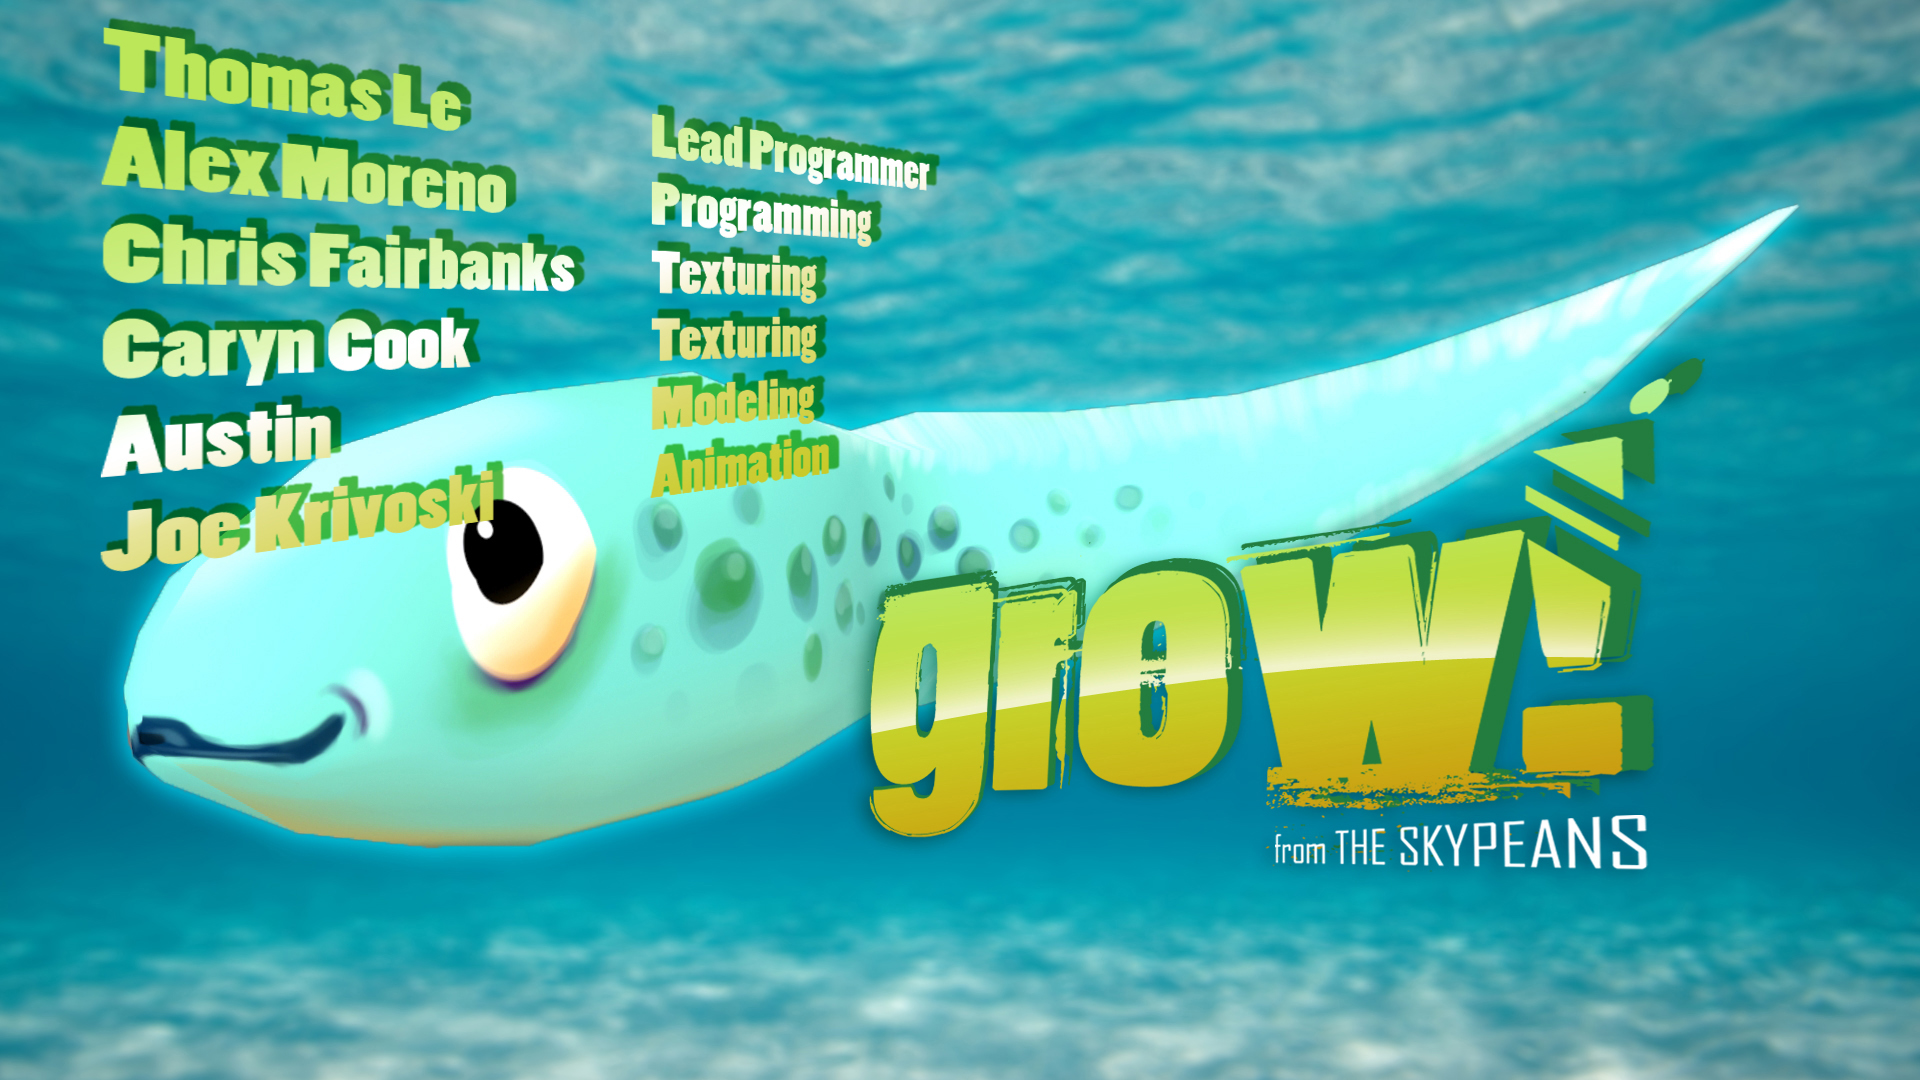 Thomas Le
Alex Moreno
Chris Fairbanks
Caryn Cook
Austin
Joe Krivoski
Lead Programmer
Programming
Texturing
Texturing
Modeling
Animation
grow!
from THE SKYPEANS